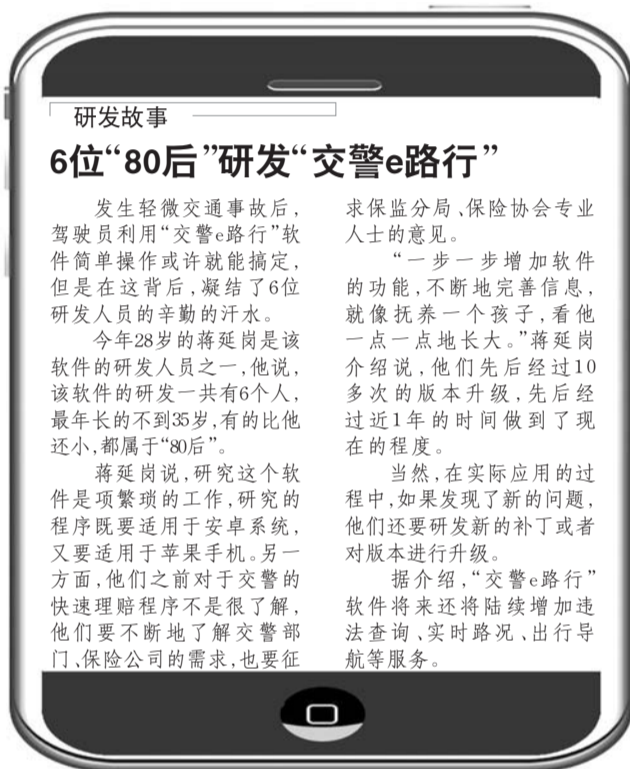 研发故事
6位“80后”研发“交警e路行”
发生轻微交通事故后，
驾驶员利用“交警e路行”软
件简单操作或许就能搞定，
但是在这背后，凝结了6位
研发人员的辛勤的汗水。
今年28岁的蒋延岗是该
软件的研发人员之一，他说，
该软件的研发一共有6个人，
最年长的不到35岁，有的比他
还小，都属于“80后”。
蒋延岗说，研究这个软
件是项繁琐的工作，研究的
程序既要适用于安卓系统，
又要适用于苹果手机。另一
方面，他们之前对于交警的
快速理赔程序不是很了解，
他们要不断地了解交警部
门、保险公司的需求，也要征
求保监分局、保险协会专业
人士的意见。
“一步一步增加软件
的功能，不断地完善信息，
就像抚养一个孩子，看他
一点一点地长大。”蒋延岗
介绍说，他们先后经过10
多次的版本升级，先后经
过近1年的时间做到了现
在的程度。
当然，在实际应用的过
程中，如果发现了新的问题，
他们还要研发新的补丁或者
对版本进行升级。
据介绍，“交警e路行”
软件将来还将陆续增加违
法查询、实时路况、出行导
航等服务。